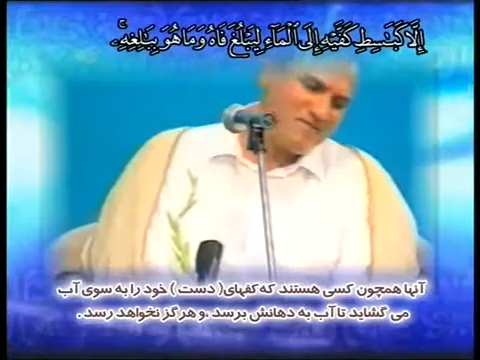 إِلَّا كَبَٰسِطِ كَفَّيْهِ إِلَى ٱلْمَآءِ لِيَبْلُغَ فَاهُ وَمَا هُوَ بِبَٰلِغِهِۦ ۚ
آنها همچون کسی هستند که کفهای( دست ) خود را به سوی آب
می گشاید تا آب به دهانش برسد ،و هرگز نخواهد رسد .